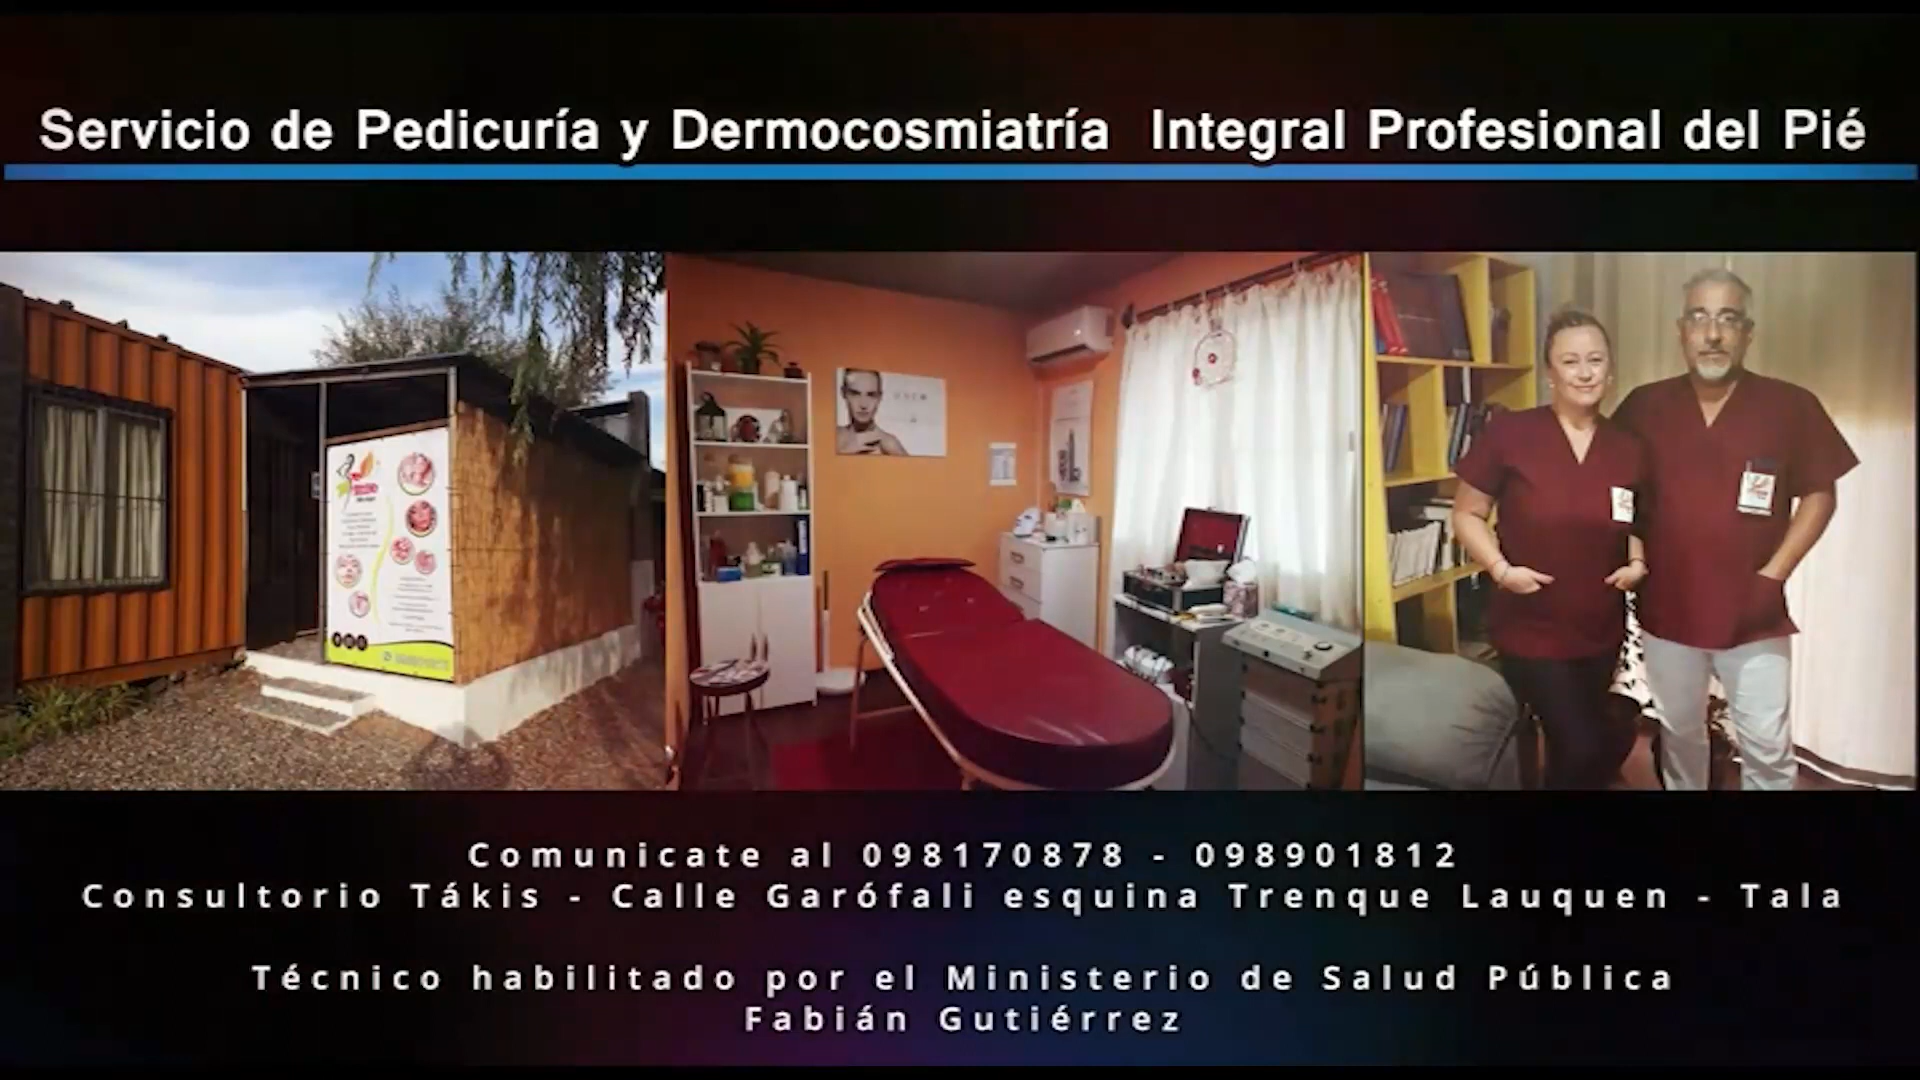 Servicio de Pedicuría y Dermocosmiatría Integral Profesional del Pié
Comunicate al 098170878 - 098901812
Consultorio Tákis - Calle Garófali esquina Trenque Lauquen - Tala
Técnico habilitado por el Ministerio de Salud Pública
Fabián Gutiérrez